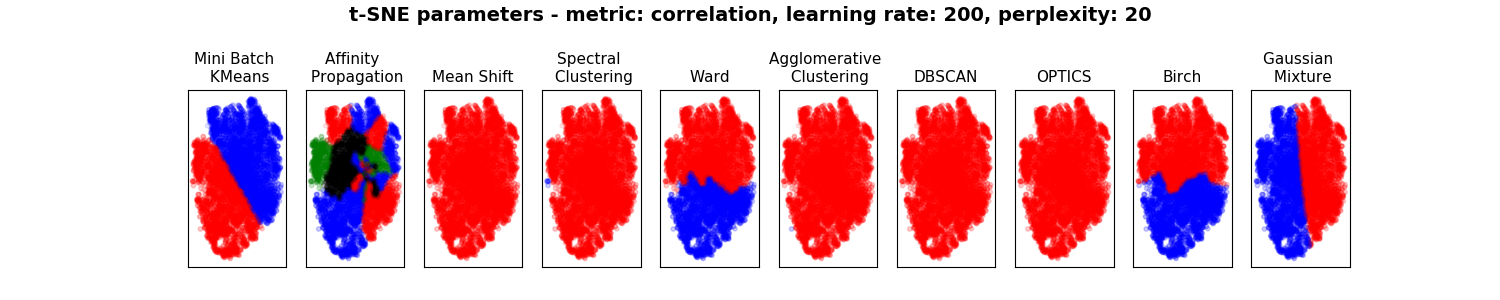 t-SNE parameters - metric: correlation, learning rate: 200, perplexity: 20
Mini Batch
KMeans
Affinity
Propagation
Mean Shift
Spectral
Clustering
Ward
Agglomerative
Clustering
DBSCAN
OPTICS
Birch
Gaussian
Mixture